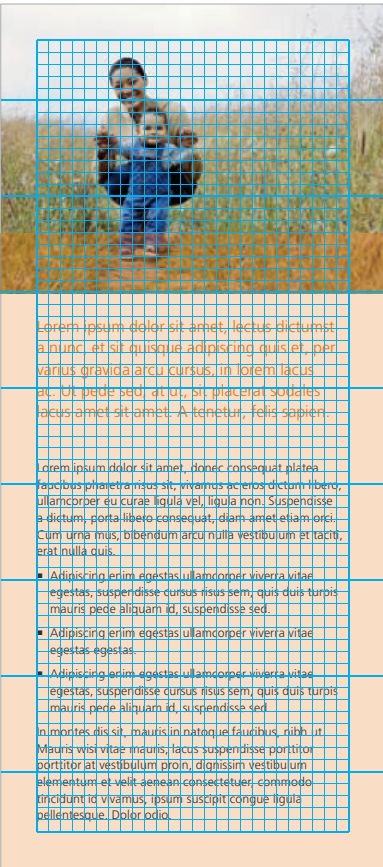 Lorem ipsum dolor sit amet, lectus dictumst
a nunc, et sit quisque adipiscing quis et, per
varius gravida arcu cursus, in lorem lacus
ac. Ut pede sed, at ut, sit placerat sodales
lacus amet sit amet. A tenetur, felis sapien.
Lorem ipsum dolor sit amet, donec consequat platea
faucibus pharetra risus sit, vivamus ac eros dictum libero,
ullamcorper eu curae ligula vel, ligula non. Suspendisse
a dictum, porta libero consequat, diam amet etiam orci.
Cum urna mus, bibendum arcu nulla vestibulum et taciti,
erat nulla quis.
▪ Adipiscing enim egestas ullamcorper viverra vitae
egestas, suspendisse cursus risus sem, quis duis turpis
mauris pede aliquam id, suspendisse sed.
▪ Adipiscing enim egestas ullamcorper viverra vitae
egestas egestas.
▪ Adipiscing enim egestas ullamcorper viverra vitae
egestas, suspendisse cursus risus sem, quis duis turpis
mauris pede aliquam id, suspendisse sed.
In montes dis sit, mauris in natoque faucibus, nibh ut.
Mauris wisi vitae mauris, lacus suspendisse porttitor
porttitor at vestibulum proin, dignissim vestibulum
elementum et velit aenean consectetuer, commodo
tincidunt id vivamus, ipsum suscipit congue ligula
pellentesque. Dolor odio.